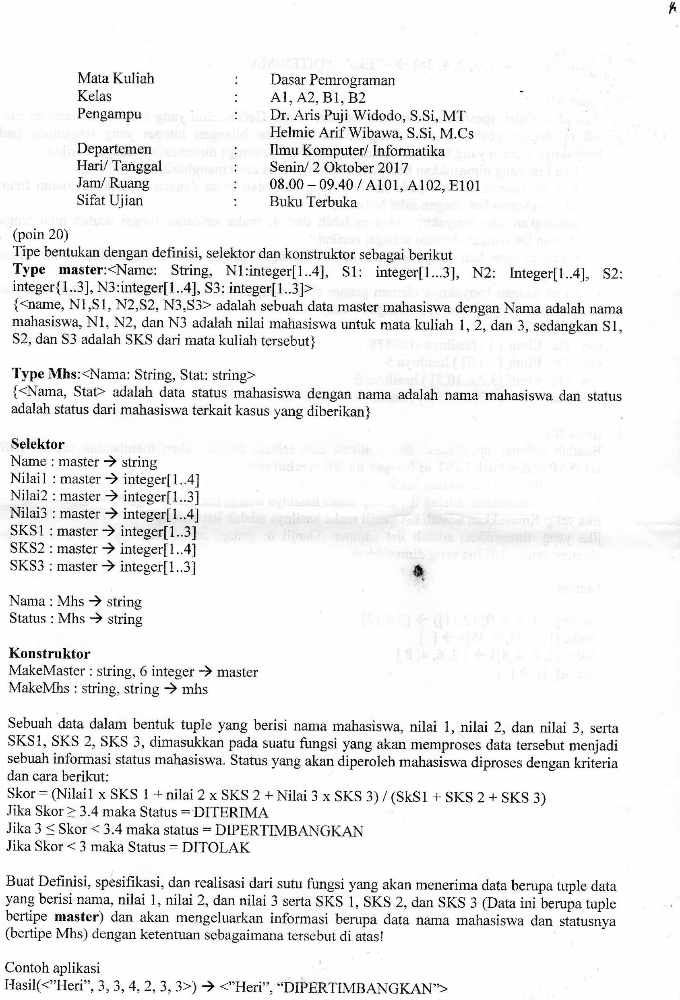 Mata Kuliah : Dasar Pemrograman
Kelas : A1, A2, B1, B2
Pengampu : Dr. Aris Puji Widodo, S.Si, MT
Helmie Arif Wibawa, S.Si, M.Cs
Departemen : Ilmu Komputer/ Informatika
Hari/ Tanggal : Senin/ 2 Oktober 2017
Jam/ Ruang : 08.00 – 09.40 / A101, A102, E101
Sifat Ujian : Buku Terbuka
(poin 20)
Tipe bentukan dengan definisi, selektor dan konstruktor sebagai berikut
Type master:<Name: String, N1:integer[1..4], S1: integer[1...3], N2: Integer[1..4], S2:
integer{1..3], N3:integer[1..4], S3: integer[1..3]>
{<name, N1,S1, N2,S2, N3,S3> adalah sebuah data master mahasiswa dengan Nama adalah nama
mahasiswa, N1, N2, dan N3 adalah nilai mahasiswa untuk mata kuliah 1, 2, dan 3, sedangkan S1,
S2, dan S3 adalah SKS dari mata kuliah tersebut}
Type Mhs:<Nama: String, Stat: string>
{<Nama, Stat> adalah data status mahasiswa dengan nama adalah nama mahasiswa dan status
adalah status dari mahasiswa terkait kasus yang diberikan}
Selektor
Name : master → string
Nilai1 : master → integer[1..4]
Nilai2 : master → integer[1..3]
Nilai3 : master → integer[1..4]
SKS1 : master → integer[1..3]
SKS2 : master → integer[1..4]
SKS3 : master → integer[1..3]
Nama : Mhs → string
Status : Mhs → string
Konstruktor
MakeMaster : string, 6 integer → master
MakeMhs : string, string → mhs
Sebuah data dalam bentuk tuple yang berisi nama mahasiswa, nilai 1, nilai 2, dan nilai 3, serta
SKS1, SKS 2, SKS 3, dimasukkan pada suatu fungsi yang akan memproses data tersebut menjadi
sebuah informasi status mahasiswa. Status yang akan diperoleh mahasiswa diproses dengan kriteria
dan cara berikut:
Skor = (Nilai1 x SKS 1 + nilai 2 x SKS 2 + Nilai 3 x SKS 3) / (SkS1 + SKS 2 + SKS 3)
Jika Skor ≥ 3.4 maka Status = DITERIMA
Jika 3 ≤ Skor < 3.4 maka status = DIPERTIMBANGKAN
Jika Skor < 3 maka Status = DITOLAK
Buat Definisi, spesifikasi, dan realisasi dari sutu fungsi yang akan menerima data berupa tuple data
yang berisi nama, nilai 1, nilai 2, dan nilai 3 serta SKS 1, SKS 2, dan SKS 3 (Data ini berupa tuple
bertipe master) dan akan mengeluarkan informasi berupa data nama mahasiswa dan statusnya
(bertipe Mhs) dengan ketentuan sebagaimana tersebut di atas!
Contoh aplikasi
Hasil(<”Heri”, 3, 3, 4, 2, 3, 3>) → <”Heri”, “DIPERTIMBANGKAN”>